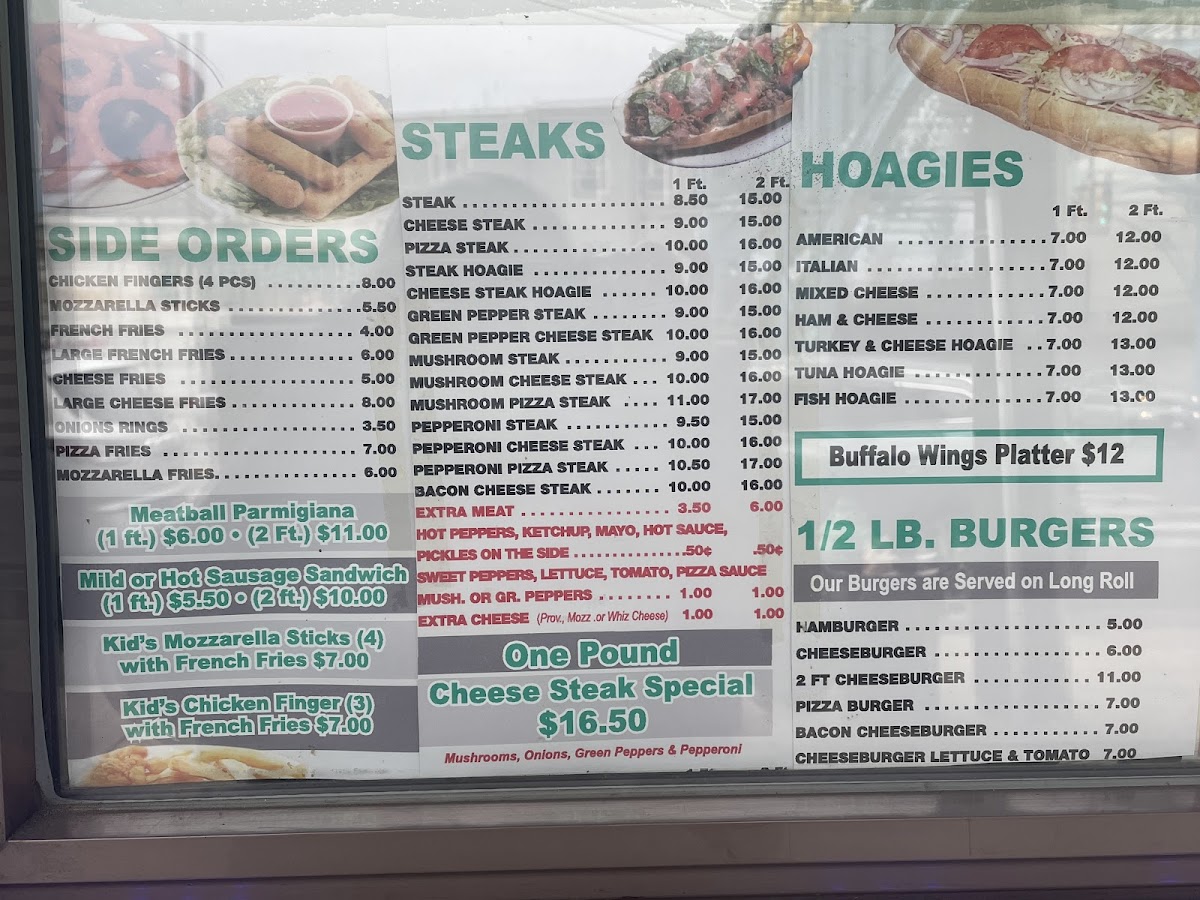 SIDE ORDERS
CHICKEN FINGERS (4 PCS) ..............8.00
MOZZARELLA STICKS .....................5.50
FRENCH FRIES ............................ 4.00
LARGE FRENCH FRIES .................. 6.00
CHEESE FRIES .......................... 5.00
LARGE CHEESE FRIES .................. 8.00
ONIONS RINGS .......................... 3.50
PIZZA FRIES ............................ 7.00
MOZZARELLA FRIES..................... 6.00
Meatball Parmigiana
(1 ft.) $6.00 • (2 Ft.) $11.00
Mild or Hot Sausage Sandwich
(1 ft.) $5.50 • (2 ft.) $10.00
Kid's Mozzarella Sticks (4)
with French Fries $7.00
Kid's Chicken Finger (3)
with French Fries $7.00
STEAKS
1 Ft. 2 Ft.
STEAK ........................... 8.50 15.00
CHEESE STEAK ................. 9.00 15.00
PIZZA STEAK .................. 10.00 16.00
STEAK HOAGIE ................. 9.00 15.00
CHEESE STEAK HOAGIE ....... 10.00 16.00
GREEN PEPPER STEAK ........ 9.00 15.00
GREEN PEPPER CHEESE STEAK 10.00 16.00
MUSHROOM STEAK ............ 9.00 15.00
MUSHROOM CHEESE STEAK ... 10.00 16.00
MUSHROOM PIZZA STEAK .... 11.00 17.00
PEPPERONI STEAK ............ 9.50 15.00
PEPPERONI CHEESE STEAK .... 10.00 16.00
PEPPERONI PIZZA STEAK ..... 10.50 17.00
BACON CHEESE STEAK ....... 10.00 16.00
EXTRA MEAT ................... 3.50 6.00
HOT PEPPERS, KETCHUP, MAYO, HOT SAUCE,
PICKLES ON THE SIDE ...............50¢ .50¢
SWEET PEPPERS, LETTUCE, TOMATO, PIZZA SAUCE
MUSH. OR GR. PEPPERS ........ 1.00 1.00
EXTRA CHEESE (Prov., Mozz .or Whiz Cheese) 1.00 1.00
One Pound
Cheese Steak Special
$16.50
Mushrooms, Onions, Green Peppers & Pepperoni
HOAGIES
1 Ft. 2 Ft.
AMERICAN ....................7.00 12.00
ITALIAN ........................7.00 12.00
MIXED CHEESE ................7.00 12.00
HAM & CHEESE ................7.00 12.00
TURKEY & CHEESE HOAGIE ..7.00 13.00
TUNA HOAGIE ..................7.00 13.00
FISH HOAGIE ..................7.00 13.00
Buffalo Wings Platter $12
1/2 LB. BURGERS
Our Burgers are Served on Long Roll
HAMBURGER .......................... 5.00
CHEESEBURGER ....................... 6.00
2 FT CHEESEBURGER ................11.00
PIZZA BURGER ........................ 7.00
BACON CHEESEBURGER ............. 7.00
CHEESEBURGER LETTUCE & TOMATO 7.00